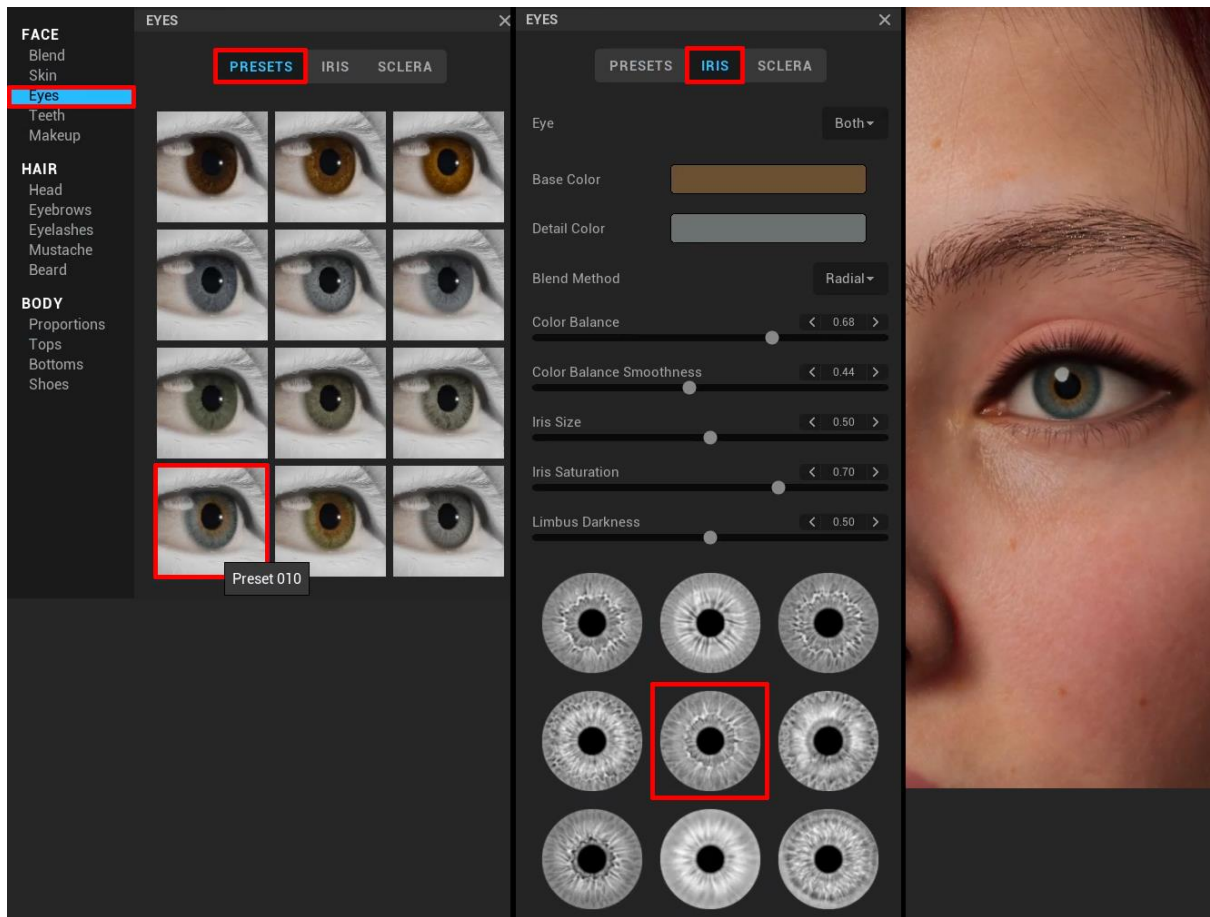 FACE
Blend
Skin
Eyes
Teeth
Makeup
HAIR
Head
Eyebrows
Eyelashes
Mustache
Beard
BODY
Proportions
Tops
Bottoms
Shoes
EYES ×
PRESETS IRIS SCLERA
Preset 010
EYES ×
PRESETS IRIS SCLERA
Eye Both
Base Color
Detail Color
Blend Method Radial
Color Balance < 0.68 >
Color Balance Smoothness < 0.44 >
Iris Size < 0.50 >
Iris Saturation < 0.70 >
Limbus Darkness < 0.50 >